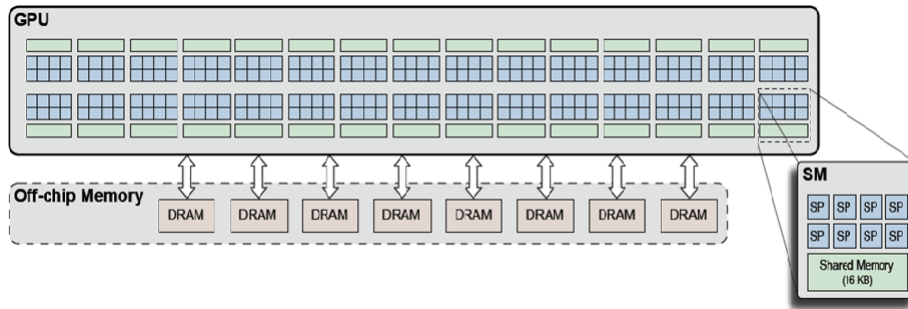 GPU
Off-chip Memory
DRAM DRAM DRAM DRAM DRAM DRAM DRAM DRAM
SM
SP SP SP SP
SP SP SP SP
Shared Memory
(16 KB)